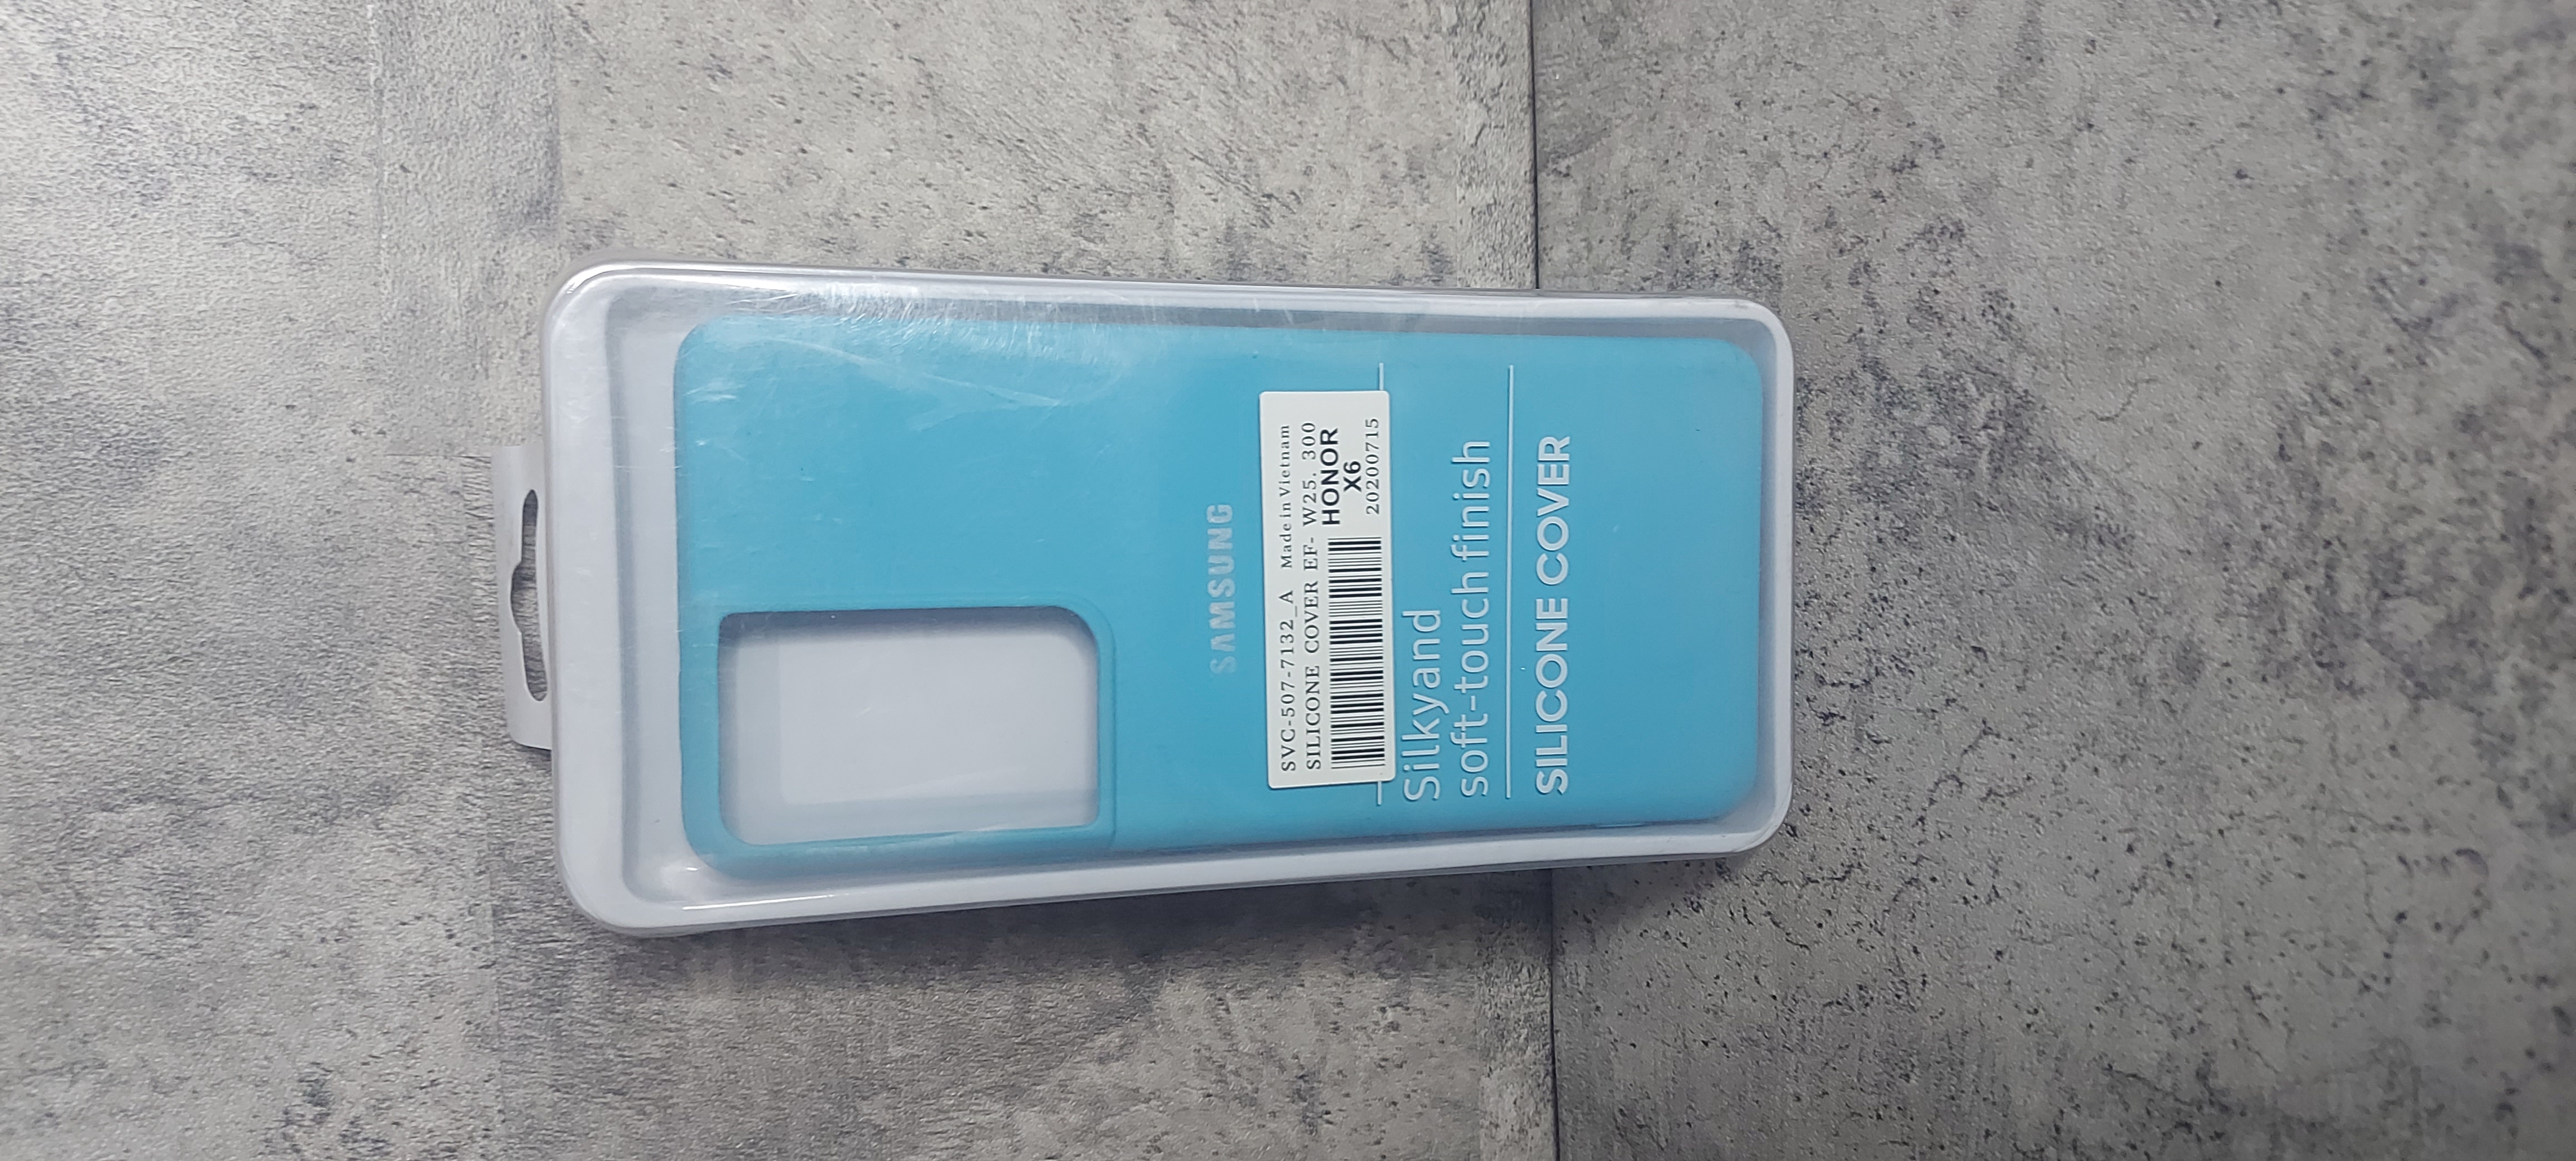 SAMSUNG
SVC-507-7132_A Made in Vietnam
SILICONE COVER EF- W25. 300
HONOR
X6
20200715
Silkyand
soft-touch finish
SILICONE COVER